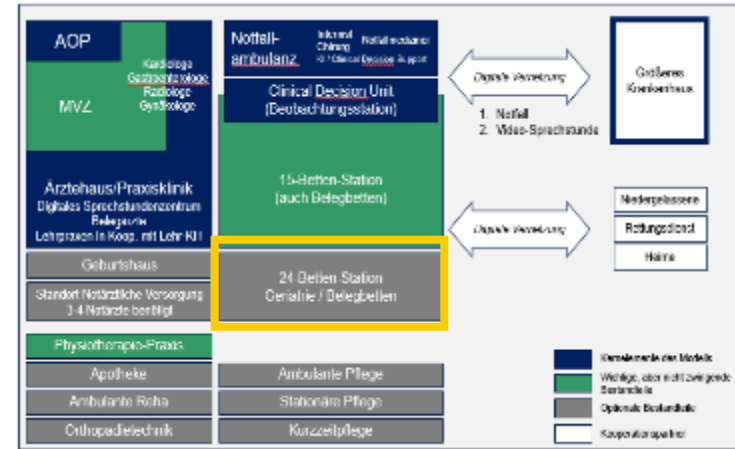 AOP
MVZ
Kardiologe
Gastroenterologe
Radiologe
Gynäkologe
Ärztehaus/Praxisklinik
Digitales Sprechstundenzentrum
Belegärzte
Lehrpraxen in Koop. mit Lehr KH
Geburtshaus
Standort Notärztliche Versorgung
3-4 Notärzte benötigt
Physiotherapie-Praxis
Apotheke
Ambulante Reha
Orthopädietechnik
Notfall-
ambulanz
Internist
Chirurg
Notfallmediziner
KI / Clinical Decision Support
Clinical Decision Unit
(Beobachtungsstation)
15-Betten-Station
(auch Belegbetten)
24-Betten-Station
Geriatrie / Belegbetten
Ambulante Pflege
Stationäre Pflege
Kurzzeitpflege
Digitale Vernetzung
1. Notfall
2. Video-Sprechstunde
Größeres
Krankenhaus
Digitale Vernetzung
Niedergelassene
Rettungsdienst
Heime
Kernelemente des Modells
Wichtige, aber nicht zwingende
Bestandteile
Optionale Bestandteile
Kooperationspartner